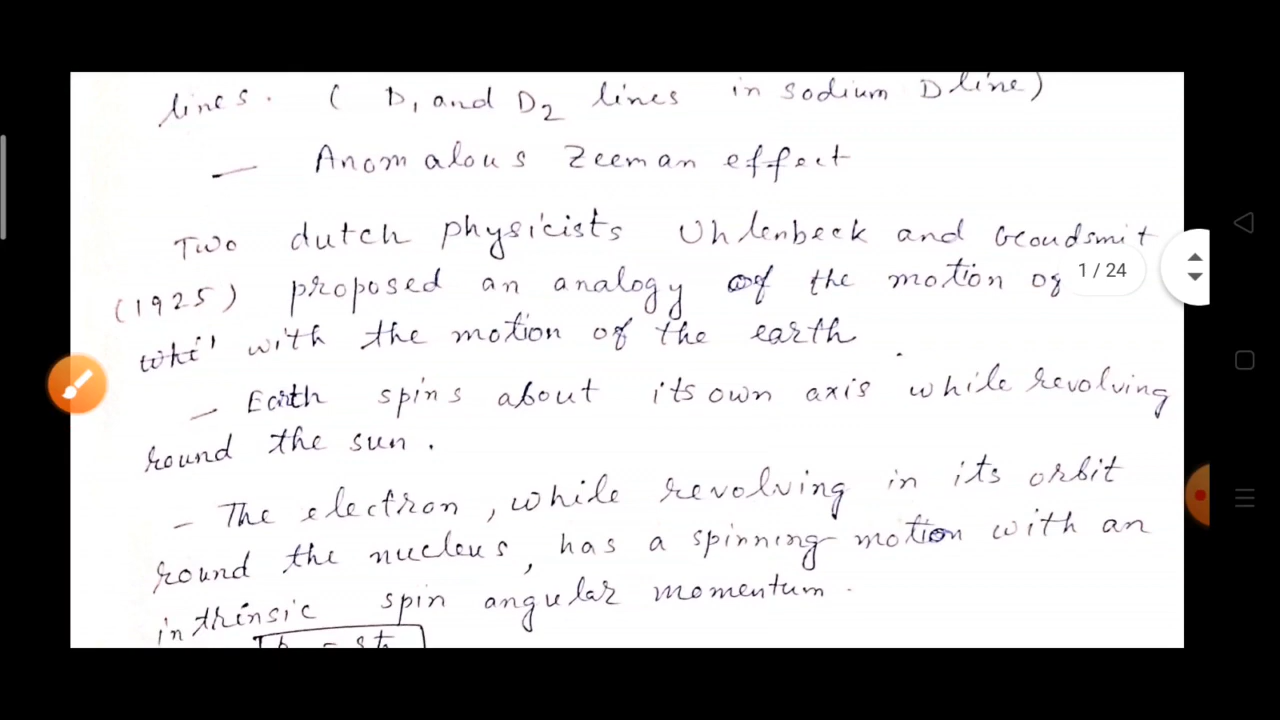 lines. ( D1 and D2 lines in sodium D line)
— Anomalous Zeeman effect
Two dutch physicists Uhlenbeck and Goudsmit
(1925) proposed an analogy of the motion of
1 / 24
with the motion of the earth
— Earth spins about its own axis while revolving
round the sun.
— The electron, while revolving in its orbit
round the nucleus, has a spinning motion with an
intrinsic spin angular momentum.